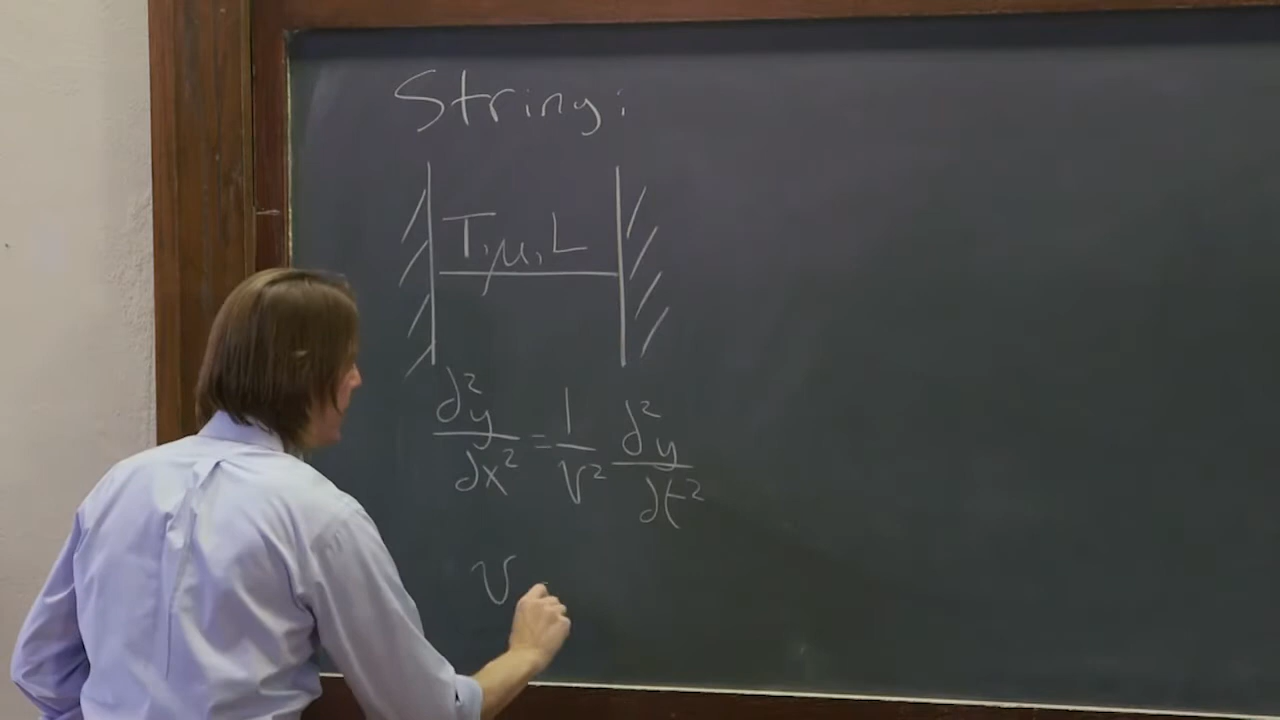 String:
T, μ, L
∂²y/∂x² = 1/v² ∂²y/∂t²
v